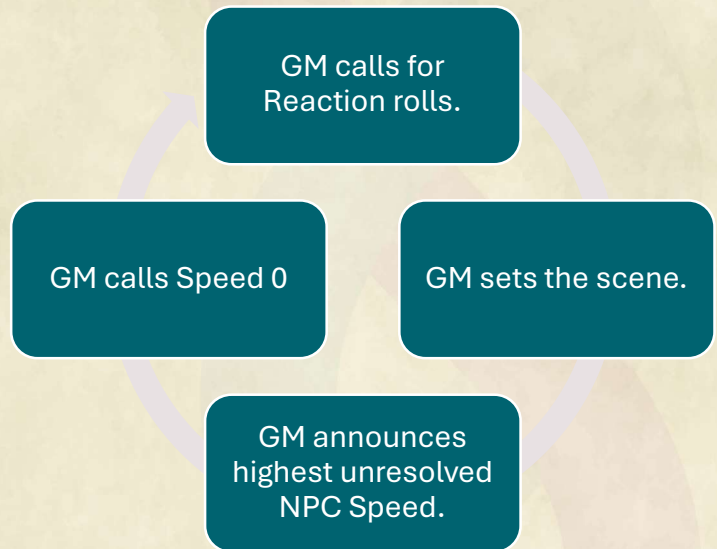 GM calls for
Reaction rolls.
GM sets the scene.
GM announces
highest unresolved
NPC Speed.
GM calls Speed 0